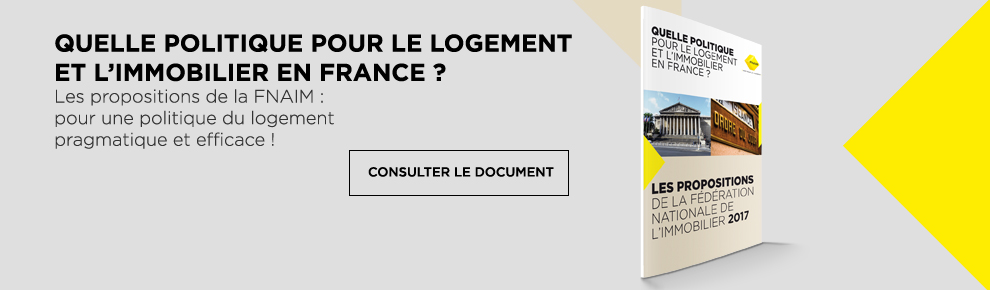 QUELLE POLITIQUE POUR LE LOGEMENT
ET L’IMMOBILIER EN FRANCE ?
Les propositions de la FNAIM :
pour une politique du logement
pragmatique et efficace !
CONSULTER LE DOCUMENT
QUELLE POLITIQUE
POUR LE LOGEMENT
ET L’IMMOBILIER
EN FRANCE ?
LES PROPOSITIONS
DE LA FÉDÉRATION
NATIONALE DE
L’IMMOBILIER 2017